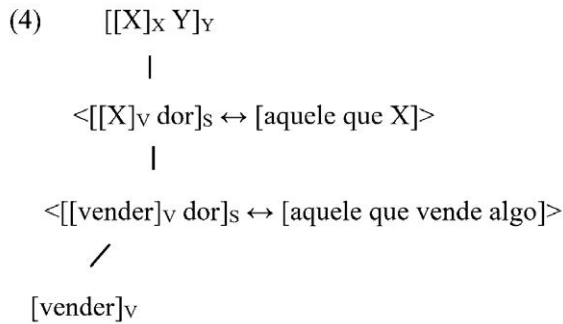 (4) [[X]X Y]Y
<[[X]V dor]S ↔ [aquele que X]>
<[[vender]V dor]S ↔ [aquele que vende algo]>
[vender]V